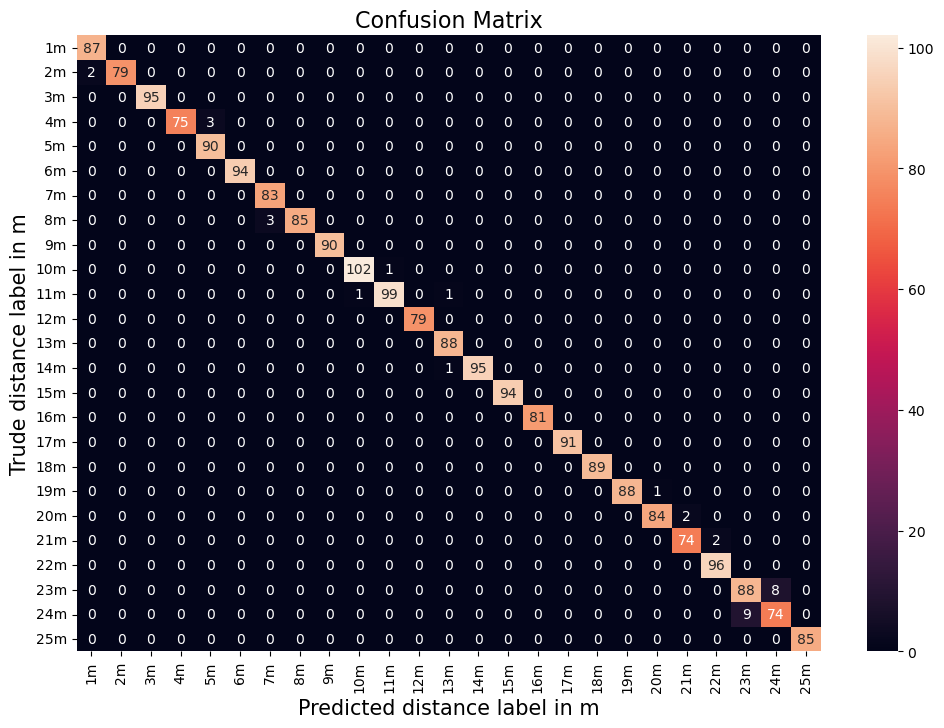 Confusion Matrix
1m 87 0 0 0 0 0 0 0 0 0 0 0 0 0 0 0 0 0 0 0 0 0 0 0 0
2m 2 79 0 0 0 0 0 0 0 0 0 0 0 0 0 0 0 0 0 0 0 0 0 0 0
3m 0 0 95 0 0 0 0 0 0 0 0 0 0 0 0 0 0 0 0 0 0 0 0 0 0
4m 0 0 0 75 3 0 0 0 0 0 0 0 0 0 0 0 0 0 0 0 0 0 0 0 0
5m 0 0 0 0 90 0 0 0 0 0 0 0 0 0 0 0 0 0 0 0 0 0 0 0 0
6m 0 0 0 0 0 94 0 0 0 0 0 0 0 0 0 0 0 0 0 0 0 0 0 0 0
7m 0 0 0 0 0 0 83 0 0 0 0 0 0 0 0 0 0 0 0 0 0 0 0 0 0
8m 0 0 0 0 0 0 3 85 0 0 0 0 0 0 0 0 0 0 0 0 0 0 0 0 0
9m 0 0 0 0 0 0 0 0 90 0 0 0 0 0 0 0 0 0 0 0 0 0 0 0 0
10m 0 0 0 0 0 0 0 0 0 102 1 0 0 0 0 0 0 0 0 0 0 0 0 0 0
11m 0 0 0 0 0 0 0 0 0 1 99 0 1 0 0 0 0 0 0 0 0 0 0 0 0
12m 0 0 0 0 0 0 0 0 0 0 0 79 0 0 0 0 0 0 0 0 0 0 0 0 0
13m 0 0 0 0 0 0 0 0 0 0 0 0 88 0 0 0 0 0 0 0 0 0 0 0 0
14m 0 0 0 0 0 0 0 0 0 0 0 0 1 95 0 0 0 0 0 0 0 0 0 0 0
15m 0 0 0 0 0 0 0 0 0 0 0 0 0 0 94 0 0 0 0 0 0 0 0 0 0
16m 0 0 0 0 0 0 0 0 0 0 0 0 0 0 0 81 0 0 0 0 0 0 0 0 0
17m 0 0 0 0 0 0 0 0 0 0 0 0 0 0 0 0 91 0 0 0 0 0 0 0 0
18m 0 0 0 0 0 0 0 0 0 0 0 0 0 0 0 0 0 89 0 0 0 0 0 0 0
19m 0 0 0 0 0 0 0 0 0 0 0 0 0 0 0 0 0 0 88 1 0 0 0 0 0
20m 0 0 0 0 0 0 0 0 0 0 0 0 0 0 0 0 0 0 0 84 2 0 0 0 0
21m 0 0 0 0 0 0 0 0 0 0 0 0 0 0 0 0 0 0 0 0 74 2 0 0 0
22m 0 0 0 0 0 0 0 0 0 0 0 0 0 0 0 0 0 0 0 0 0 96 0 0 0
23m 0 0 0 0 0 0 0 0 0 0 0 0 0 0 0 0 0 0 0 0 0 0 88 8 0
24m 0 0 0 0 0 0 0 0 0 0 0 0 0 0 0 0 0 0 0 0 0 0 9 74 0
25m 0 0 0 0 0 0 0 0 0 0 0 0 0 0 0 0 0 0 0 0 0 0 0 0 85
1m 2m 3m 4m 5m 6m 7m 8m 9m 10m 11m 12m 13m 14m 15m 16m 17m 18m 19m 20m 21m 22m 23m 24m 25m
Predicted distance label in m
Trude distance label in m
100
80
60
40
20
0